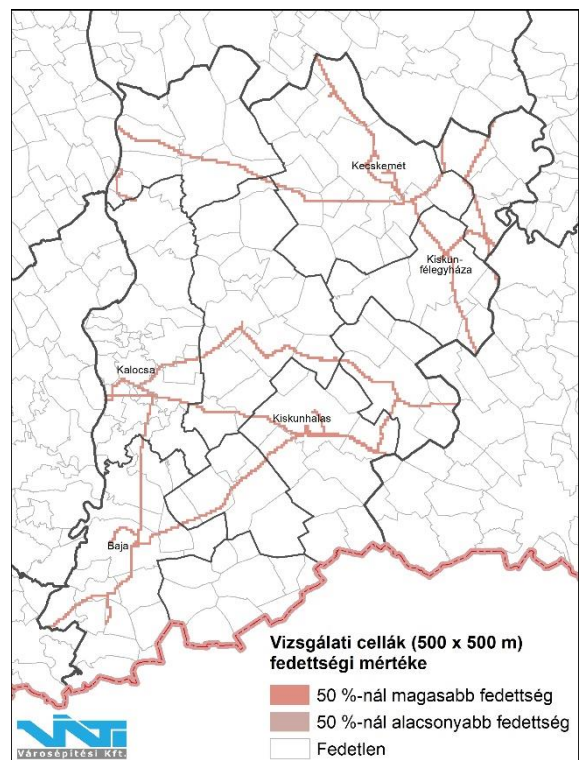 Kecskemét
Kiskun-
félegyháza
Kalocsa
Kiskunhalas
Baja
Vizsgálati cellák (500 x 500 m)
fedettségi mértéke
50 %-nál magasabb fedettség
50 %-nál alacsonyabb fedettség
Fedetlen
VÁTI
Városépítési Kft.